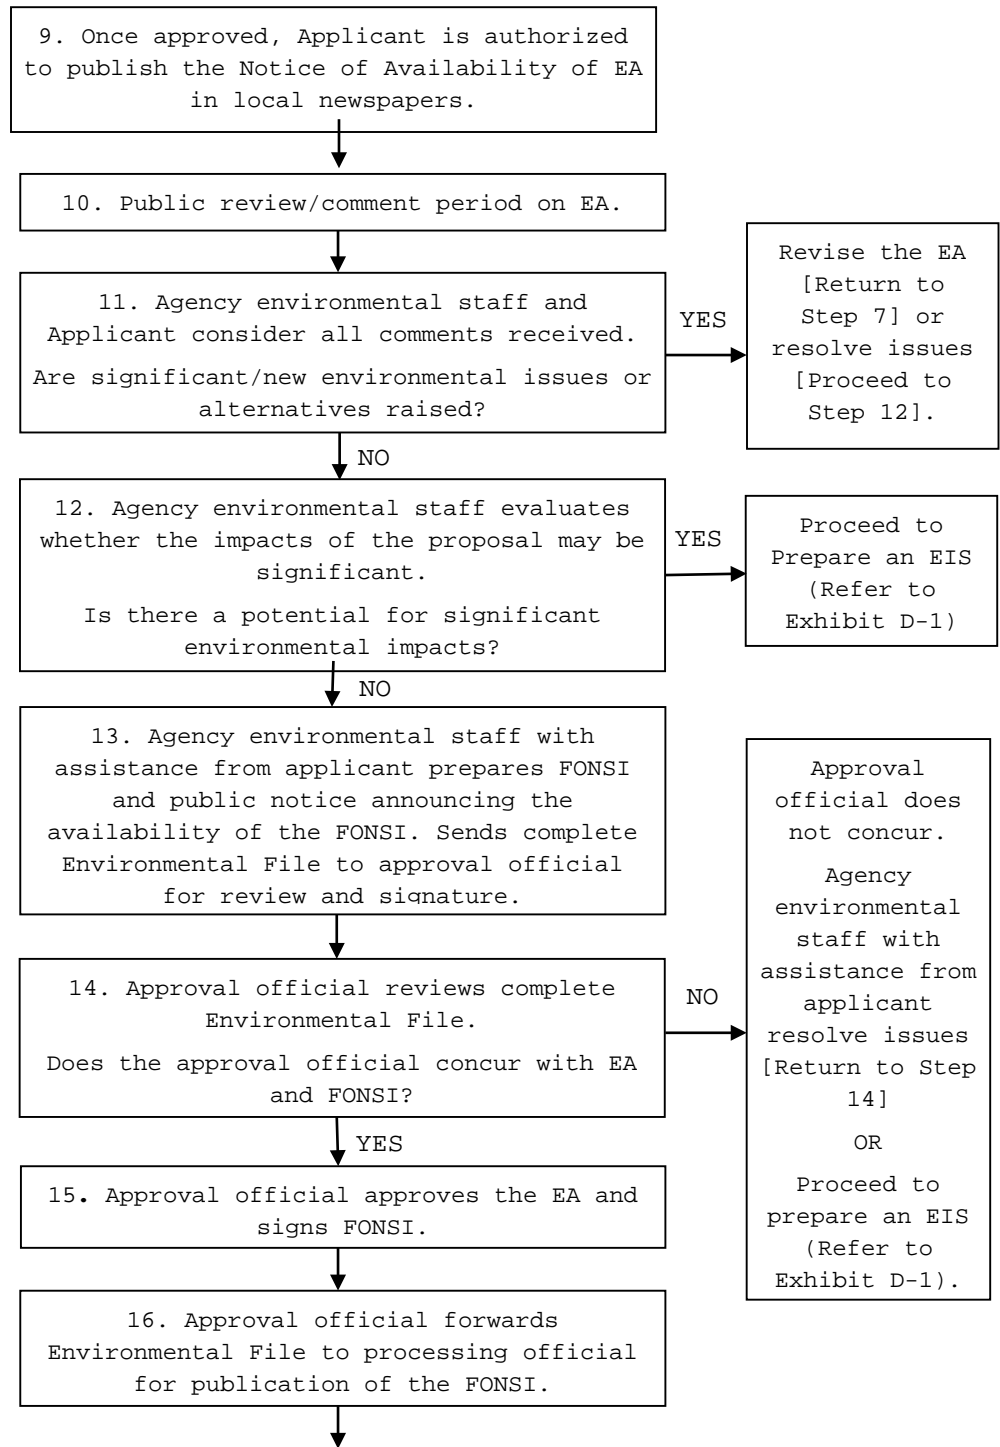 9. Once approved, Applicant is authorized
to publish the Notice of Availability of EA
in local newspapers.
10. Public review/comment period on EA.
11. Agency environmental staff and
Applicant consider all comments received.
Are significant/new environmental issues or
alternatives raised?
YES
Revise the EA
[Return to
Step 7] or
resolve issues
[Proceed to
Step 12].
NO
12. Agency environmental staff evaluates
whether the impacts of the proposal may be
significant.
Is there a potential for significant
environmental impacts?
YES
Proceed to
Prepare an EIS
(Refer to
Exhibit D-1)
NO
13. Agency environmental staff with
assistance from applicant prepares FONSI
and public notice announcing the
availability of the FONSI. Sends complete
Environmental File to approval official
for review and signature.
14. Approval official reviews complete
Environmental File.
Does the approval official concur with EA
and FONSI?
NO
Approval
official does
not concur.
Agency
environmental
staff with
assistance from
applicant
resolve issues
[Return to Step
14]
OR
Proceed to
prepare an EIS
(Refer to
Exhibit D-1).
YES
15. Approval official approves the EA and
signs FONSI.
16. Approval official forwards
Environmental File to processing official
for publication of the FONSI.